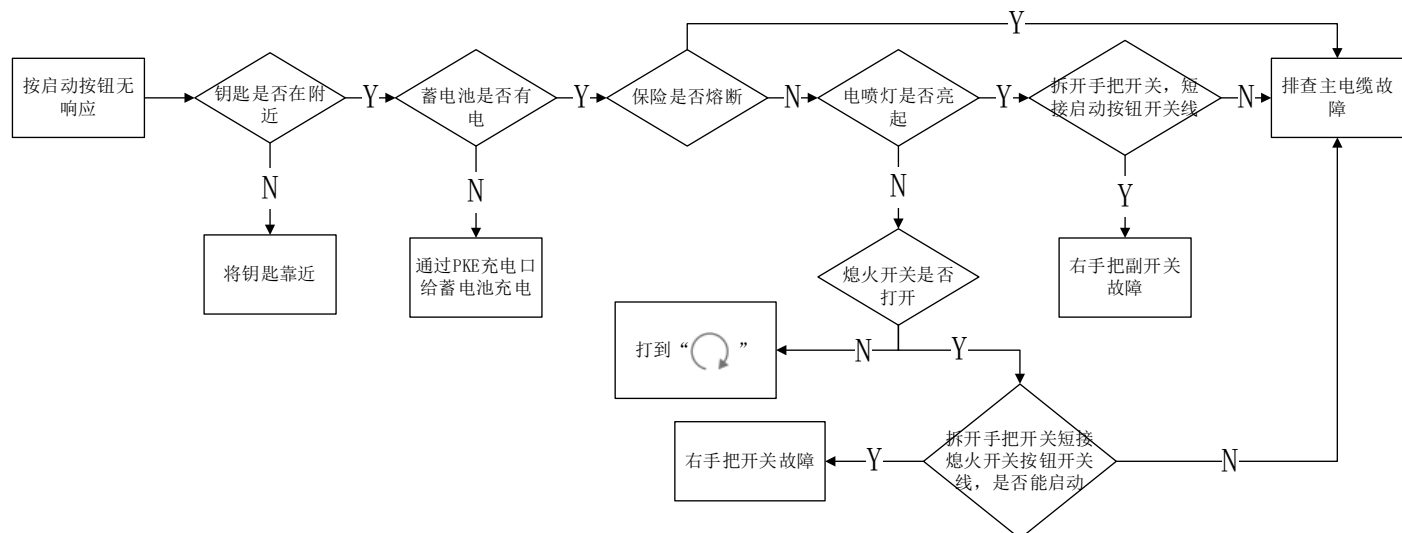 按启动按钮无
响应
钥匙是否在附
近
Y
N
将钥匙靠近
蓄电池是否有
电
Y
N
通过PKE充电口
给蓄电池充电
保险是否熔断
Y
N
电喷灯是否亮
起
Y
N
拆开手把开关，短
接启动按钮开关线
N
Y
排查主电缆故
障
右手把副开关
故障
熄火开关是否
打开
N
Y
打到“ ”
拆开手把开关短接
熄火开关按钮开关
线，是否能启动
Y
N
右手把开关故障